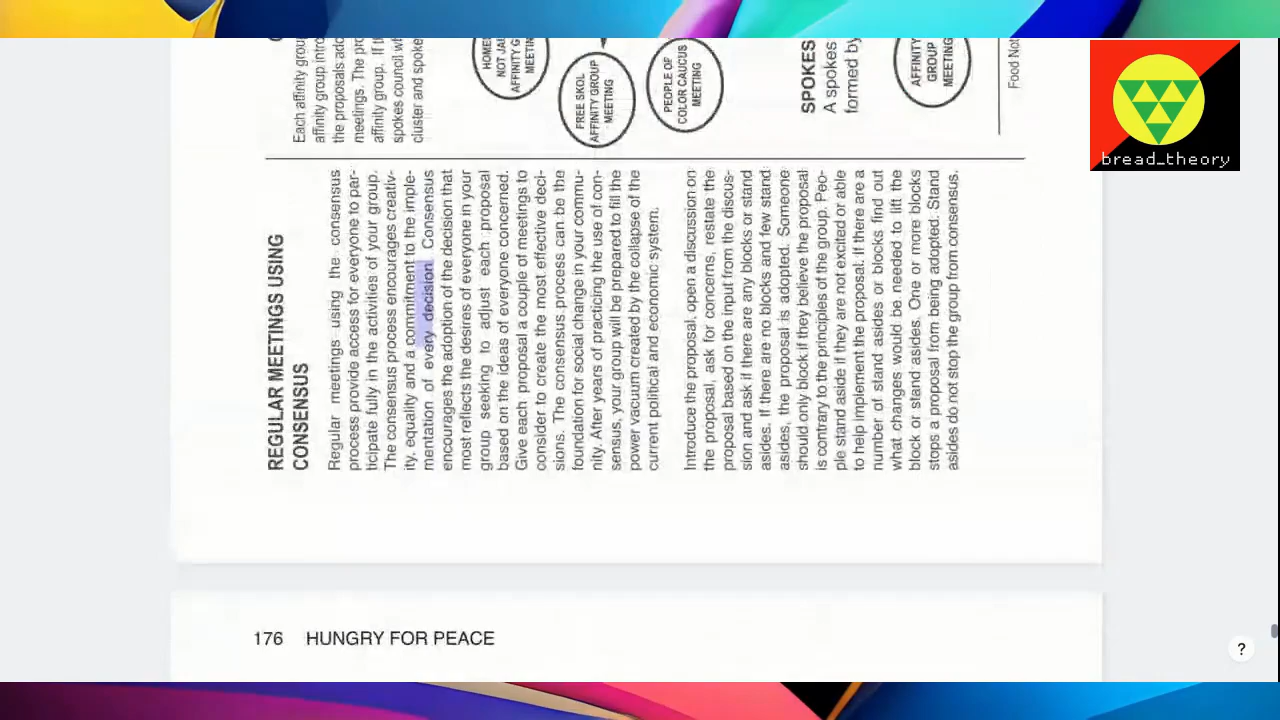 REGULAR MEETINGS USING
CONSENSUS
Regular meetings using the consensus
process provide access for everyone to par-
ticipate fully in the activities of your group.
The consensus process encourages creativ-
ity, equality and a commitment to the imple-
mentation of every decision. Consensus
encourages the adoption of the decision that
most reflects the desires of everyone in your
group seeking to adjust each proposal
based on the ideas of everyone concerned.
Give each proposal a couple of meetings to
consider to create the most effective deci-
sions. The consensus process can be the
foundation for social change in your commu-
nity. After years of practicing the use of con-
sensus, your group will be prepared to fill the
power vacuum created by the collapse of the
current political and economic system.
Introduce the proposal, open a discussion on
the proposal, ask for concerns, restate the
proposal based on the input from the discus-
sion and ask if there are any blocks or stand
asides. If there are no blocks and few stand
asides, the proposal is adopted. Someone
should only block if they believe the proposal
is contrary to the principles of the group. Peo-
ple stand aside if they are not excited or able
to help implement the proposal. If there are a
number of stand asides or blocks find out
what changes would be needed to lift the
block or stand asides. One or more blocks
stops a proposal from being adopted. Stand
asides do not stop the group from consensus.
Each affinity grou
affinity group intro
the proposals ado
meetings. The pro
affinity group. If t
spokes council wh
cluster and spoke
HOMES
NOT JA
AFFINITY G
MEETIN
FREE SKOL
AFFINITY GROUP
MEETING
PEOPLE OF
COLOR CAUCUS
MEETING
SPOKES
A spokes
formed by
AFFINITY
GROUP
MEETING
Food Not
bread_theory
176 HUNGRY FOR PEACE
?